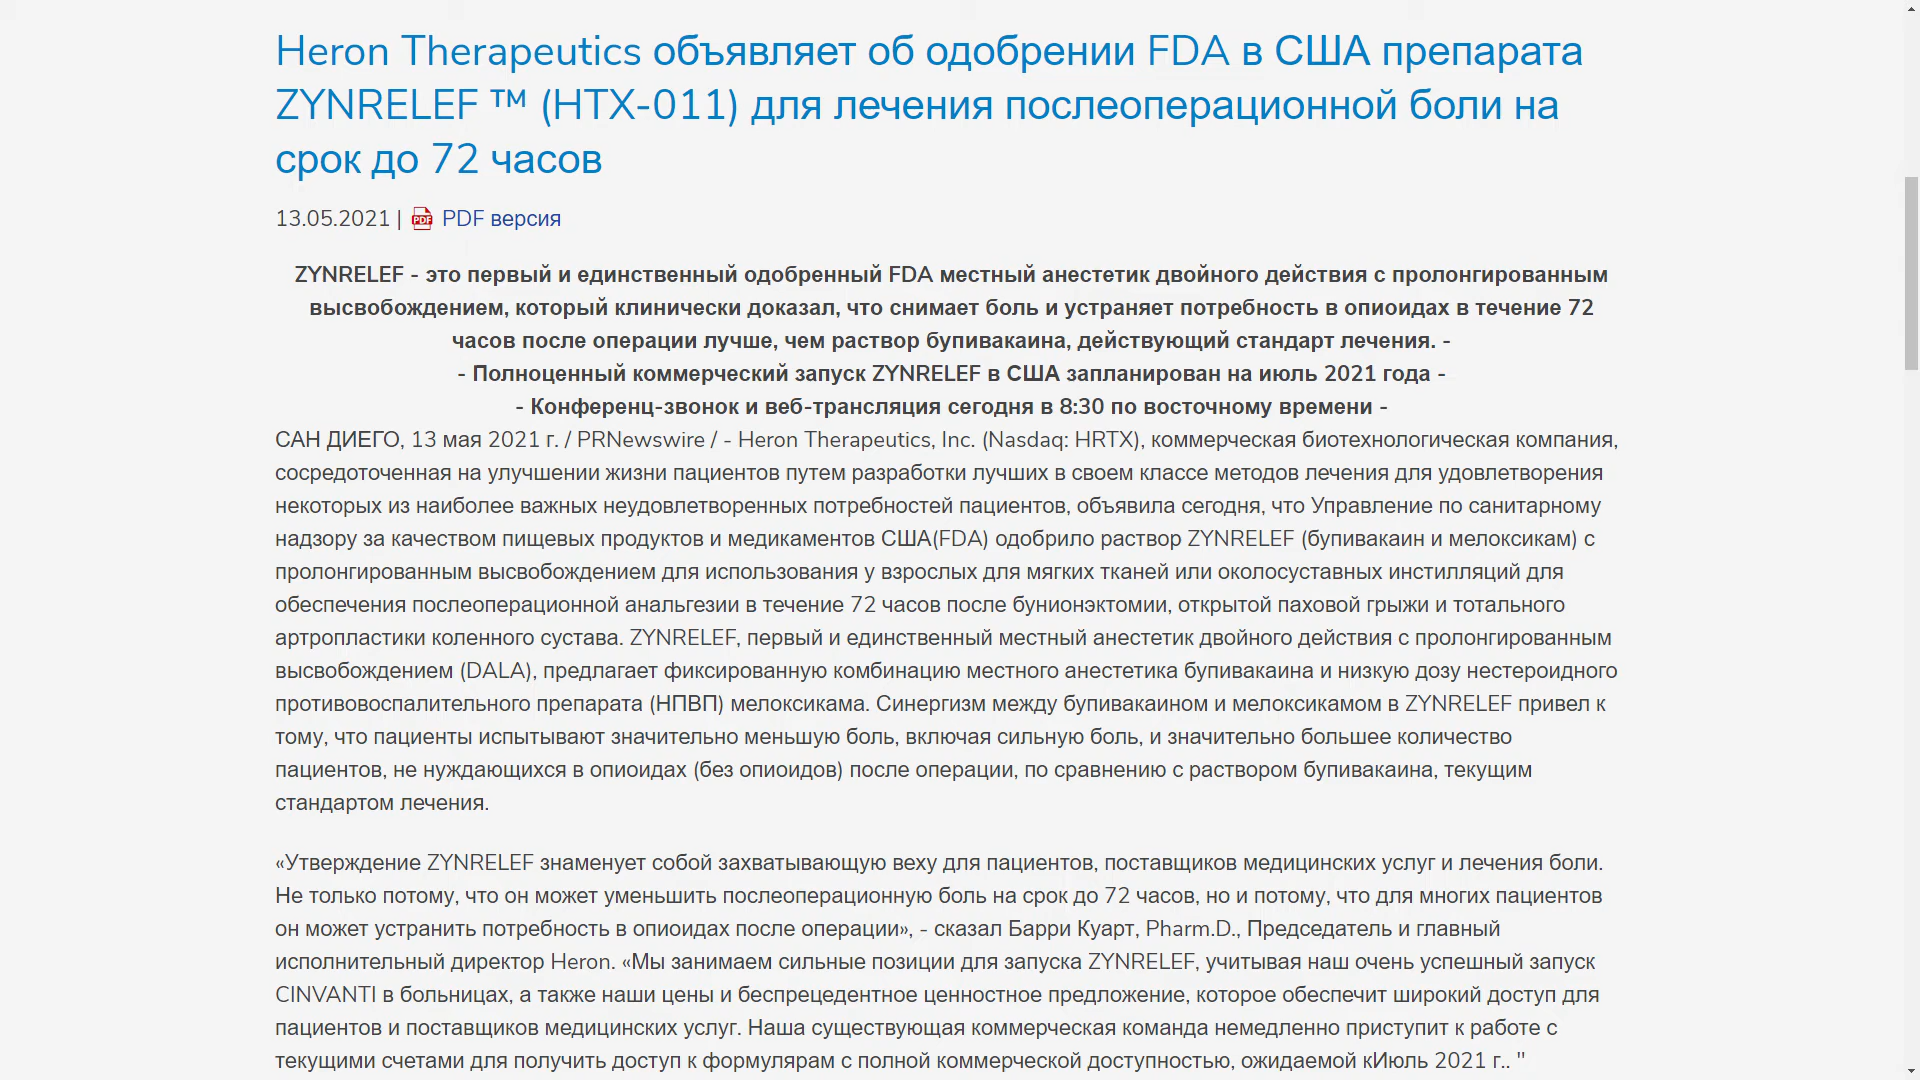 Heron Therapeutics объявляет об одобрении FDA в США препарата
ZYNRELEF ™ (HTX-011) для лечения послеоперационной боли на
срок до 72 часов
13.05.2021 | PDF PDF версия
ZYNRELEF - это первый и единственный одобренный FDA местный анестетик двойного действия с пролонгированным
высвобождением, который клинически доказал, что снимает боль и устраняет потребность в опиоидах в течение 72
часов после операции лучше, чем раствор бупивакаина, действующий стандарт лечения. -
- Полноценный коммерческий запуск ZYNRELEF в США запланирован на июль 2021 года -
- Конференц-звонок и веб-трансляция сегодня в 8:30 по восточному времени -
САН ДИЕГО, 13 мая 2021 г. / PRNewswire / - Heron Therapeutics, Inc. (Nasdaq: HRTX), коммерческая биотехнологическая компания,
сосредоточенная на улучшении жизни пациентов путем разработки лучших в своем классе методов лечения для удовлетворения
некоторых из наиболее важных неудовлетворенных потребностей пациентов, объявила сегодня, что Управление по санитарному
надзору за качеством пищевых продуктов и медикаментов США(FDA) одобрило раствор ZYNRELEF (бупивакаин и мелоксикам) с
пролонгированным высвобождением для использования у взрослых для мягких тканей или околосуставных инстилляций для
обеспечения послеоперационной анальгезии в течение 72 часов после бунионэктомии, открытой паховой грыжи и тотального
артропластики коленного сустава. ZYNRELEF, первый и единственный местный анестетик двойного действия с пролонгированным
высвобождением (DALA), предлагает фиксированную комбинацию местного анестетика бупивакаина и низкую дозу нестероидного
противовоспалительного препарата (НПВП) мелоксикама. Синергизм между бупивакаином и мелоксикамом в ZYNRELEF привел к
тому, что пациенты испытывают значительно меньшую боль, включая сильную боль, и значительно большее количество
пациентов, не нуждающихся в опиоидах (без опиоидов) после операции, по сравнению с раствором бупивакаина, текущим
стандартом лечения.
«Утверждение ZYNRELEF знаменует собой захватывающую веху для пациентов, поставщиков медицинских услуг и лечения боли.
Не только потому, что он может уменьшить послеоперационную боль на срок до 72 часов, но и потому, что для многих пациентов
он может устранить потребность в опиоидах после операции», - сказал Барри Куарт, Pharm.D., Председатель и главный
исполнительный директор Heron. «Мы занимаем сильные позиции для запуска ZYNRELEF, учитывая наш очень успешный запуск
CINVANTI в больницах, а также наши цены и беспрецедентное ценностное предложение, которое обеспечит широкий доступ для
пациентов и поставщиков медицинских услуг. Наша существующая коммерческая команда немедленно приступит к работе с
текущими счетами для получить доступ к формулярам с полной коммерческой доступностью, ожидаемой кИюль 2021 г.. "